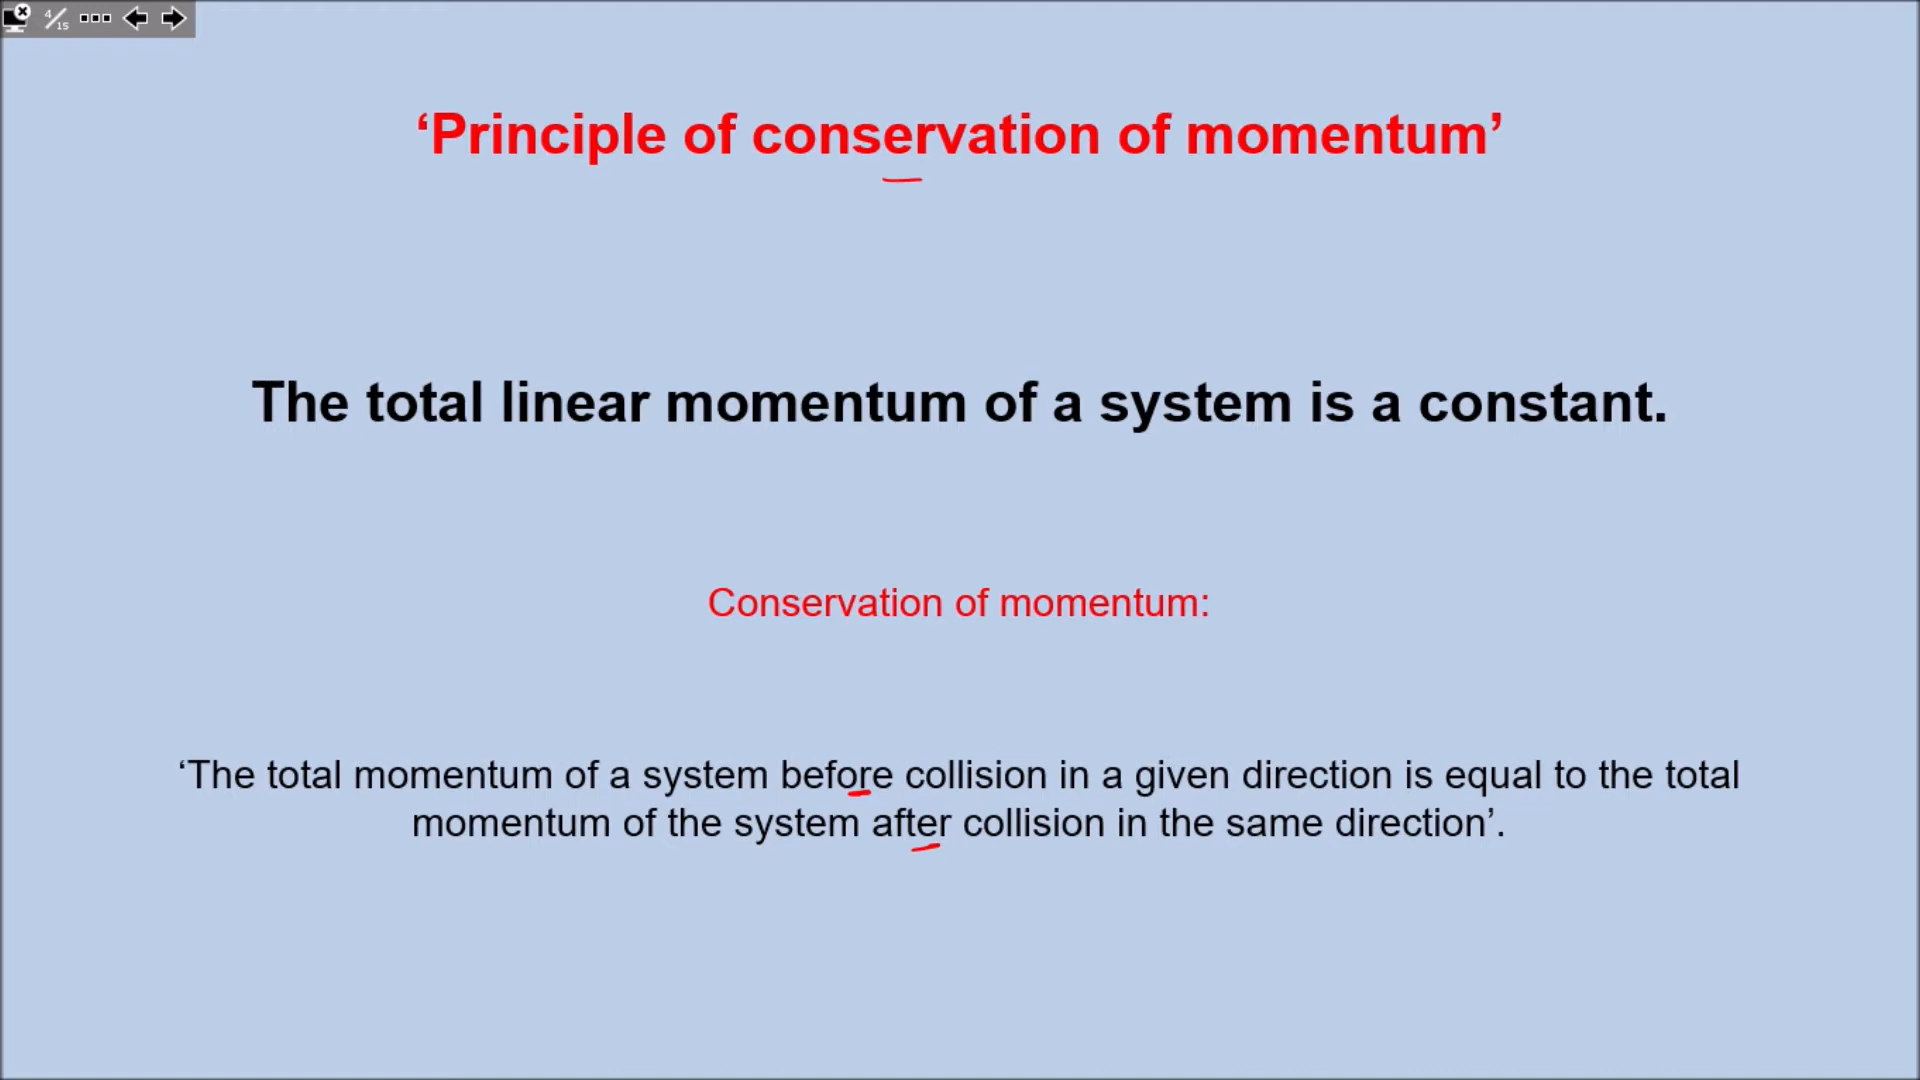 4/15
‘Principle of conservation of momentum’
The total linear momentum of a system is a constant.
Conservation of momentum:
‘The total momentum of a system before collision in a given direction is equal to the total
momentum of the system after collision in the same direction’.